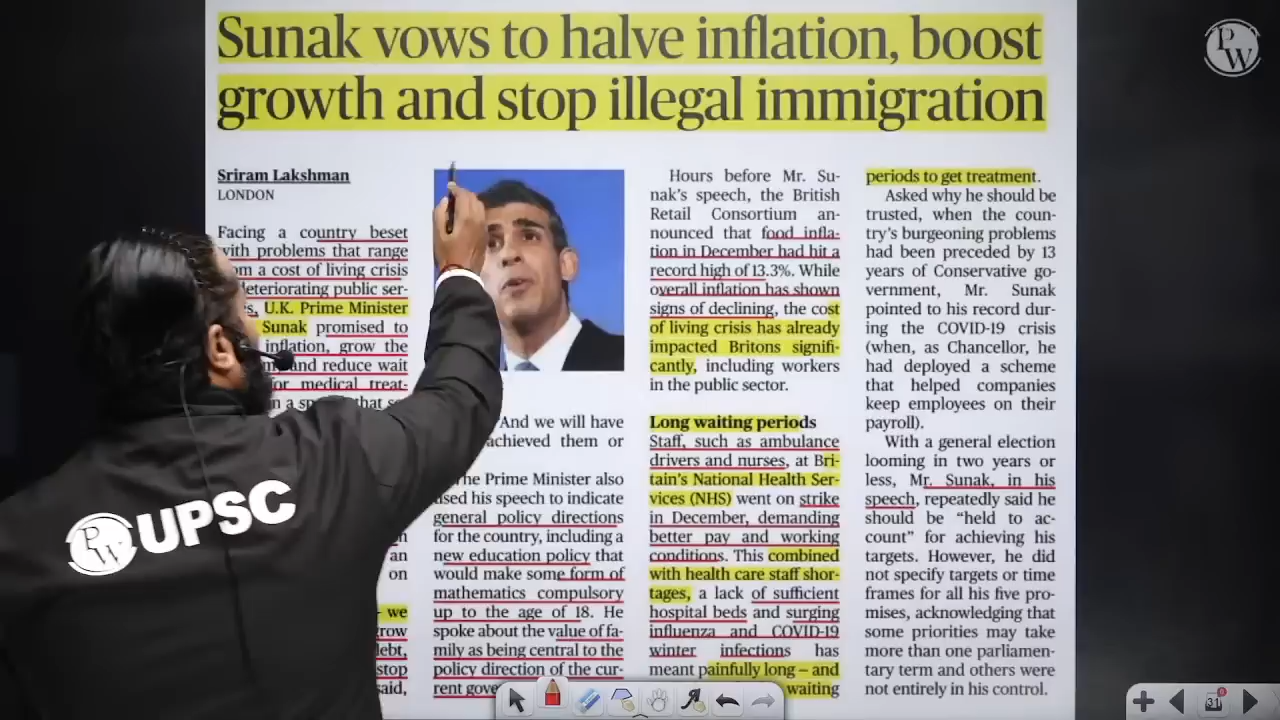 Sunak vows to halve inflation, boost
growth and stop illegal immigration
Sriram Lakshman
LONDON
Facing a country beset
with problems that range
a cost of living crisis
deteriorating public ser-
U.K. Prime Minister
Sunak promised to
inflation, grow the
and reduce wait
for medical treat-
a that
an
on
– we
grow
debt,
stop
said,
And we will have
achieved them or
The Prime Minister also
used his speech to indicate
general policy directions
for the country, including a
new education policy that
would make some form of
mathematics compulsory
up to the age of 18. He
spoke about the value of fa-
mily as being central to the
policy direction of the cur-
rent
Hours before Mr. Su-
nak's speech, the British
Retail Consortium an-
nounced that food infla-
tion in December had hit a
record high of 13.3%. While
overall inflation has shown
signs of declining, the cost
of living crisis has already
impacted Britons signifi-
cantly, including workers
in the public sector.
Long waiting periods
Staff, such as ambulance
drivers and nurses, at Bri-
tain's National Health Ser-
vices (NHS) went on strike
in December, demanding
better pay and working
conditions. This combined
with health care staff shor-
tages, a lack of sufficient
hospital beds and surging
influenza and COVID-19
winter infections has
meant painfully long – and
waiting
periods to get treatment.
Asked why he should be
trusted, when the coun-
try's burgeoning problems
had been preceded by 13
years of Conservative go-
vernment, Mr. Sunak
pointed to his record dur-
ing the COVID-19 crisis
(when, as Chancellor, he
had deployed a scheme
that helped companies
keep employees on their
payroll).
With a general election
looming in two years or
less, Mr. Sunak, in his
speech, repeatedly said he
should be “held to ac-
count” for achieving his
targets. However, he did
not specify targets or time
frames for all his five pro-
mises, acknowledging that
some priorities may take
more than one parliamen-
tary term and others were
not entirely in his control.
PW
PW UPSC
31